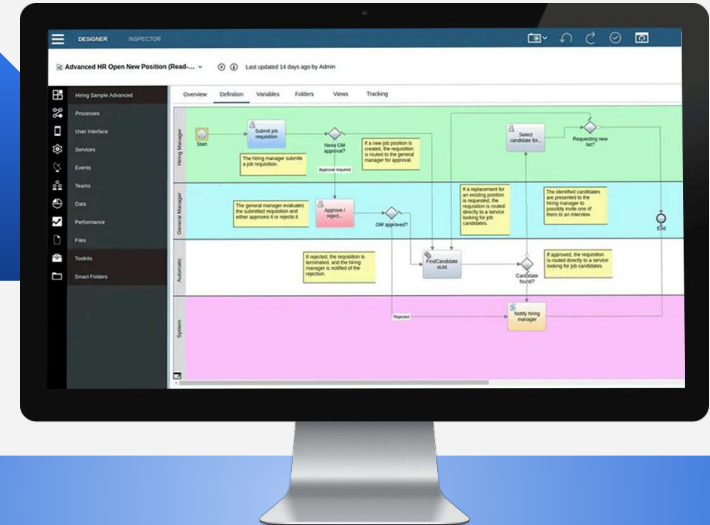 DESIGNER INSPECTOR
Advanced HR Open New Position (Read-... Last updated 14 days ago by Admin
Hiring Sample Advanced
Processes
User Interface
Services
Events
Teams
Data
Performance
Files
Toolkits
Smart Folders
Overview Definition Variables Folders Views Tracking
Hiring Manager
Start
Submit job
requisition
The hiring manager submits
a job requisition.
Need GM
approval?
Approval required
If a new job position is
created, the requisition
is routed to the general
manager for approval.
Select
candidate for...
Requesting new
list?
General Manager
The general manager evaluates
the submitted requisition and
either approves it or rejects it.
Approve /
reject...
GM approved?
If a replacement for
an existing position
is requested, the
requisition is routed
directly to a service
looking for job
candidates.
The identified candidates
are presented to the
hiring manager to
possibly invite one of
them to an interview.
End
Automatic
If rejected, the requisition is
terminated, and the hiring
manager is notified of the
rejection.
FindCandidate
sList
Candidate
found?
If approved, the requisition
is routed directly to a service
looking for job candidates.
System
Rejected
Notify hiring
manager